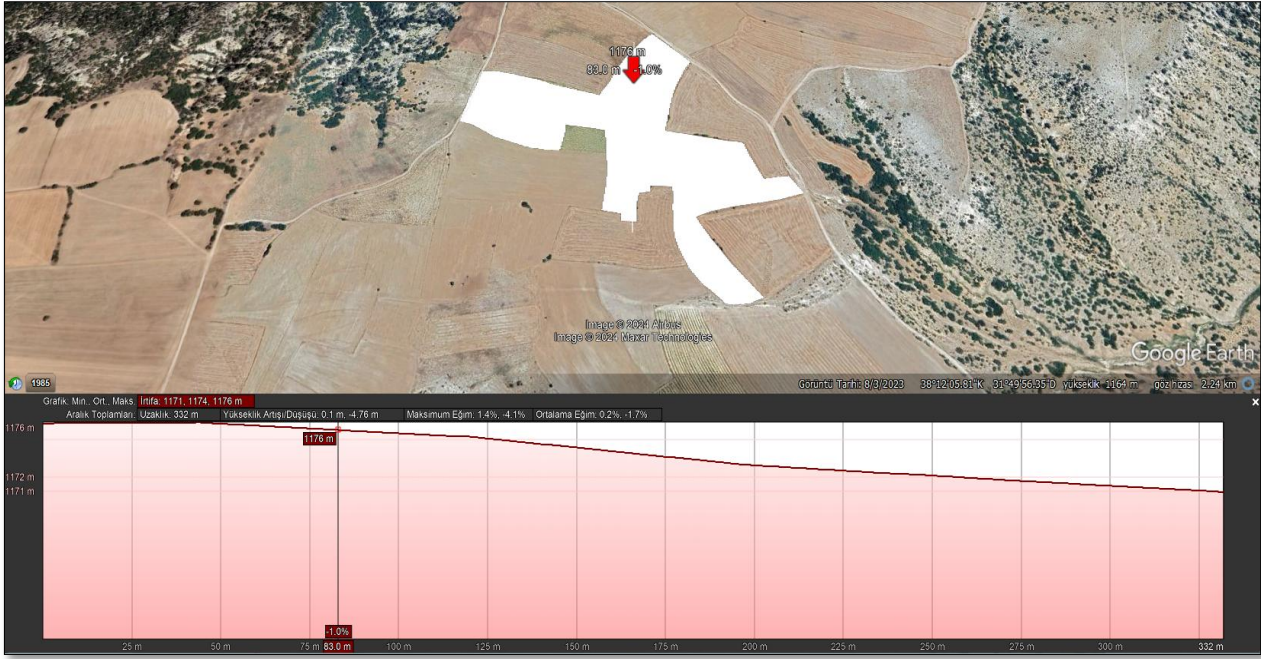 1176 m
83.0 m -1.0%
Image © 2024 Airbus
Image © 2024 Maxar Technologies
Google Earth
1985
Görüntü Tarihi: 8/3/2023 38°12'05.81"K 31°49'56.35"D yükseklik 1164 m göz hizası 2.24 km
Grafik: Min., Ort., Maks. İrtifa: 1171, 1174, 1176 m
Aralık Toplamları: Uzaklık: 332 m Yükseklik Artışı/Düşüşü: 0.1 m, -4.76 m Maksimum Eğim: 1.4%, -4.1% Ortalama Eğim: 0.2%, -1.7%
1176 m
1176 m
1172 m
1171 m
-1.0%
25 m 50 m 75 m 83.0 m 100 m 125 m 150 m 175 m 200 m 225 m 250 m 275 m 300 m 332 m